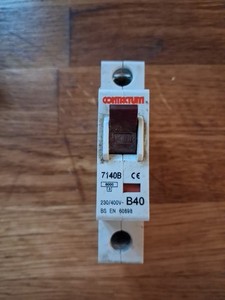 CONTACTUM
7140B CE
6000
3
230/400V~ B40
BS EN 60898